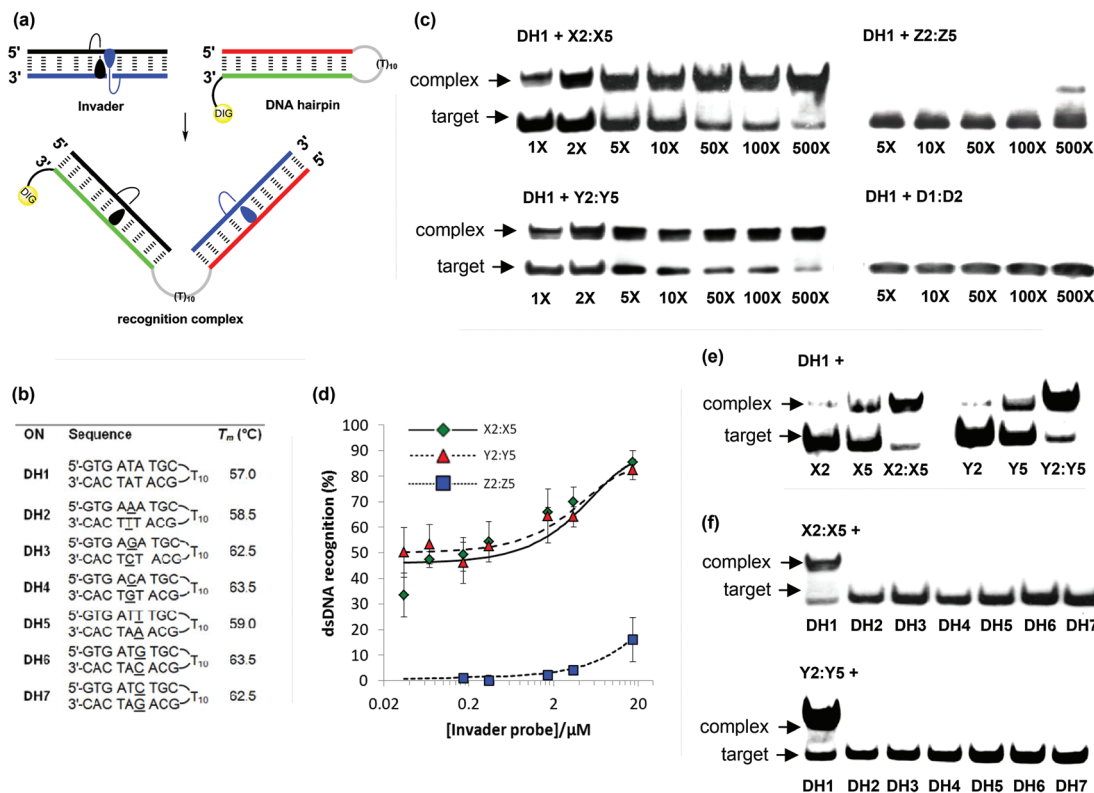 (a)
5'
3'
Invader
5'
3'
(T)10
DIG
DNA hairpin
5'
3'
DIG
3'
5'
(T)10
recognition complex
(b)
ON Sequence Tm (°C)
DH1 5'-GTG ATA TGC T10 57.0
3'-CAC TAT ACG
DH2 5'-GTG AAA TGC T10 58.5
3'-CAC TTT ACG
DH3 5'-GTG AGA TGC T10 62.5
3'-CAC TCT ACG
DH4 5'-GTG ACA TGC T10 63.5
3'-CAC TGT ACG
DH5 5'-GTG ATT TGC T10 59.0
3'-CAC TAA ACG
DH6 5'-GTG ATG TGC T10 63.5
3'-CAC TAC ACG
DH7 5'-GTG ATC TGC T10 62.5
3'-CAC TAG ACG
(c)
DH1 + X2:X5
complex
target
1X 2X 5X 10X 50X 100X 500X
DH1 + Z2:Z5
5X 10X 50X 100X 500X
DH1 + Y2:Y5
complex
target
1X 2X 5X 10X 50X 100X 500X
DH1 + D1:D2
5X 10X 50X 100X 500X
(d)
X2:X5
Y2:Y5
Z2:Z5
dsDNA recognition (%)
100
90
80
70
60
50
40
30
20
10
0
0.02 0.2 2 20
[Invader probe]/µM
(e)
DH1 +
complex
target
X2 X5 X2:X5 Y2 Y5 Y2:Y5
(f)
X2:X5 +
complex
target
DH1 DH2 DH3 DH4 DH5 DH6 DH7
Y2:Y5 +
complex
target
DH1 DH2 DH3 DH4 DH5 DH6 DH7